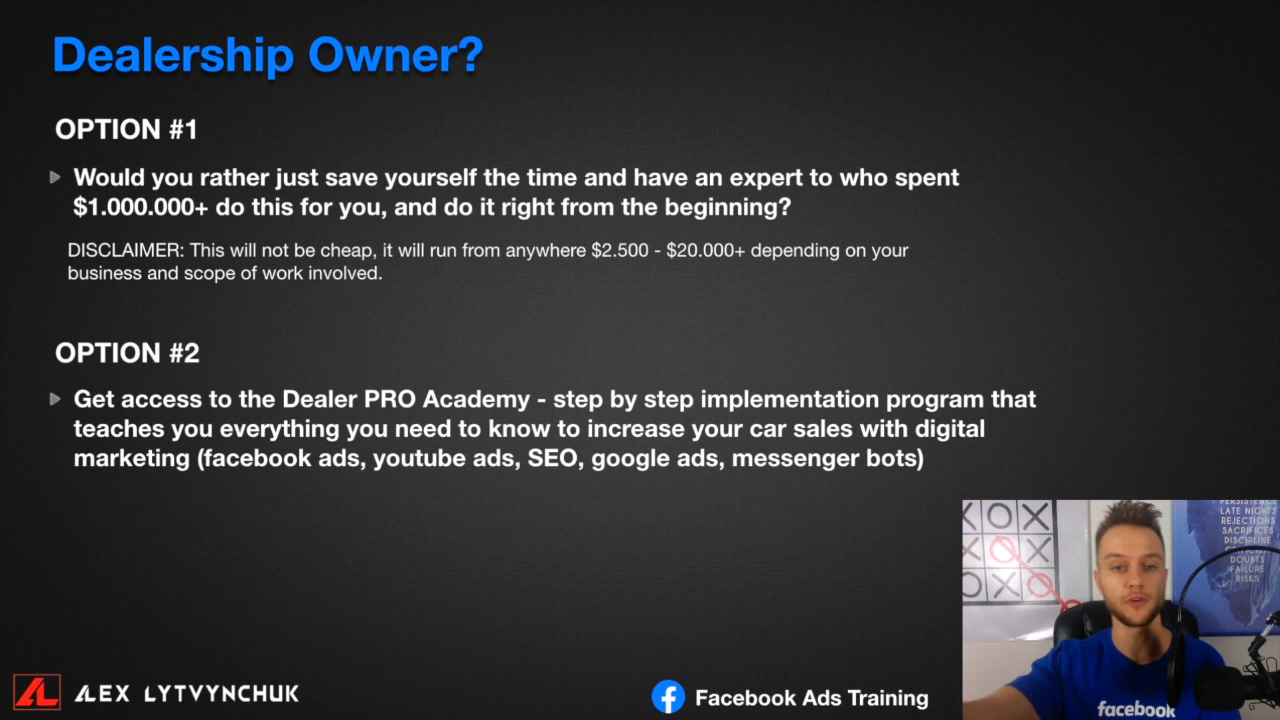 Dealership Owner?
OPTION #1
Would you rather just save yourself the time and have an expert to who spent
$1.000.000+ do this for you, and do it right from the beginning?
DISCLAIMER: This will not be cheap, it will run from anywhere $2.500 - $20.000+ depending on your
business and scope of work involved.
OPTION #2
Get access to the Dealer PRO Academy - step by step implementation program that
teaches you everything you need to know to increase your car sales with digital
marketing (facebook ads, youtube ads, SEO, google ads, messenger bots)
PERSISTENCE
LATE NIGHTS
REJECTIONS
SACRIFICES
DISCIPLINE
DOUBTS
FAILURE
RISKS
facebook
AL ALEX LYTVYNCHUK
f Facebook Ads Training